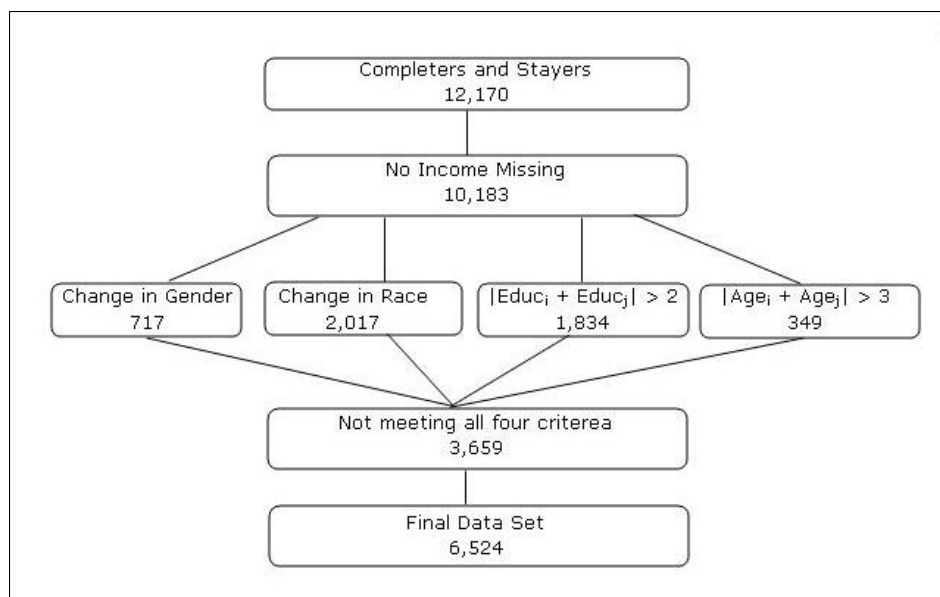 Completers and Stayers
12,170
No Income Missing
10,183
Change in Gender
717
Change in Race
2,017
|Educi + Educj| > 2
1,834
|Agei + Agej| > 3
349
Not meeting all four criterea
3,659
Final Data Set
6,524